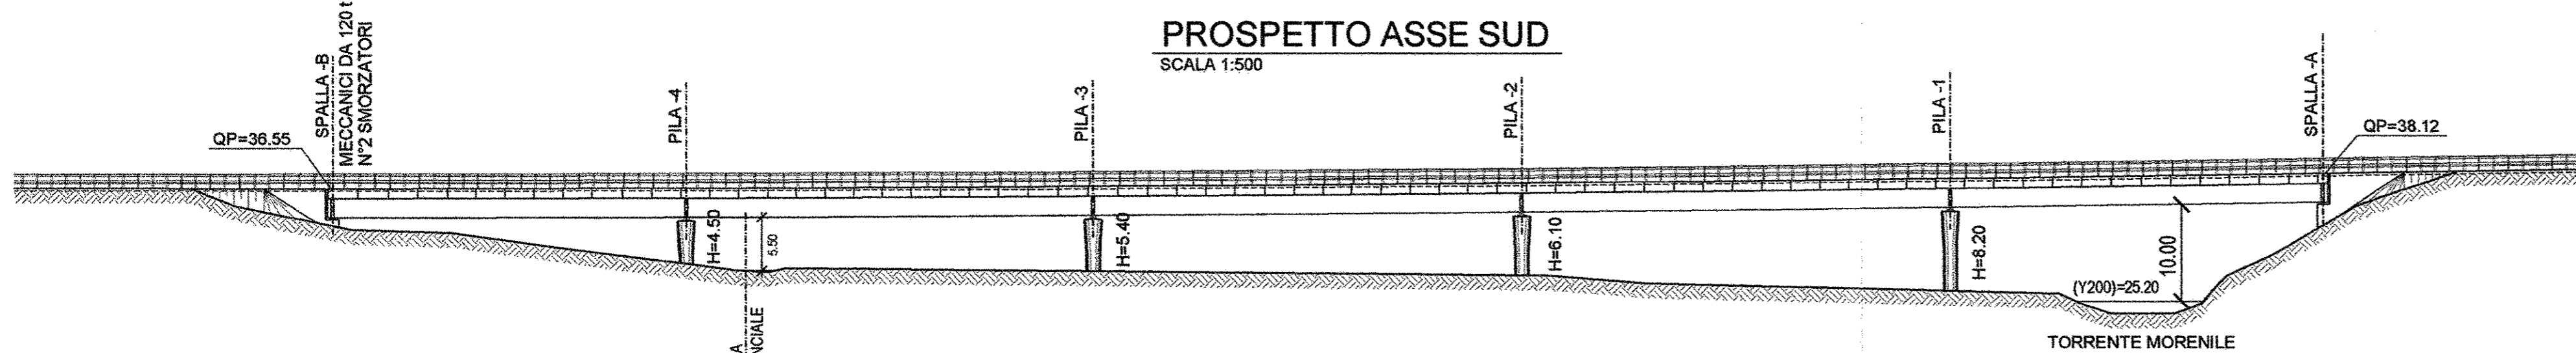 PROSPETTO ASSE SUD
SCALA 1:500
QP=36.55
SPALLA -B
MECCANICI DA 120 t
N°2 SMORZATORI
PILA -4
PILA -3
PILA -2
PILA -1
SPALLA -A
QP=38.12
H=4.50
5.50
H=5.40
H=6.10
H=8.20
10.00
(Y200)=25.20
TORRENTE MORENILE